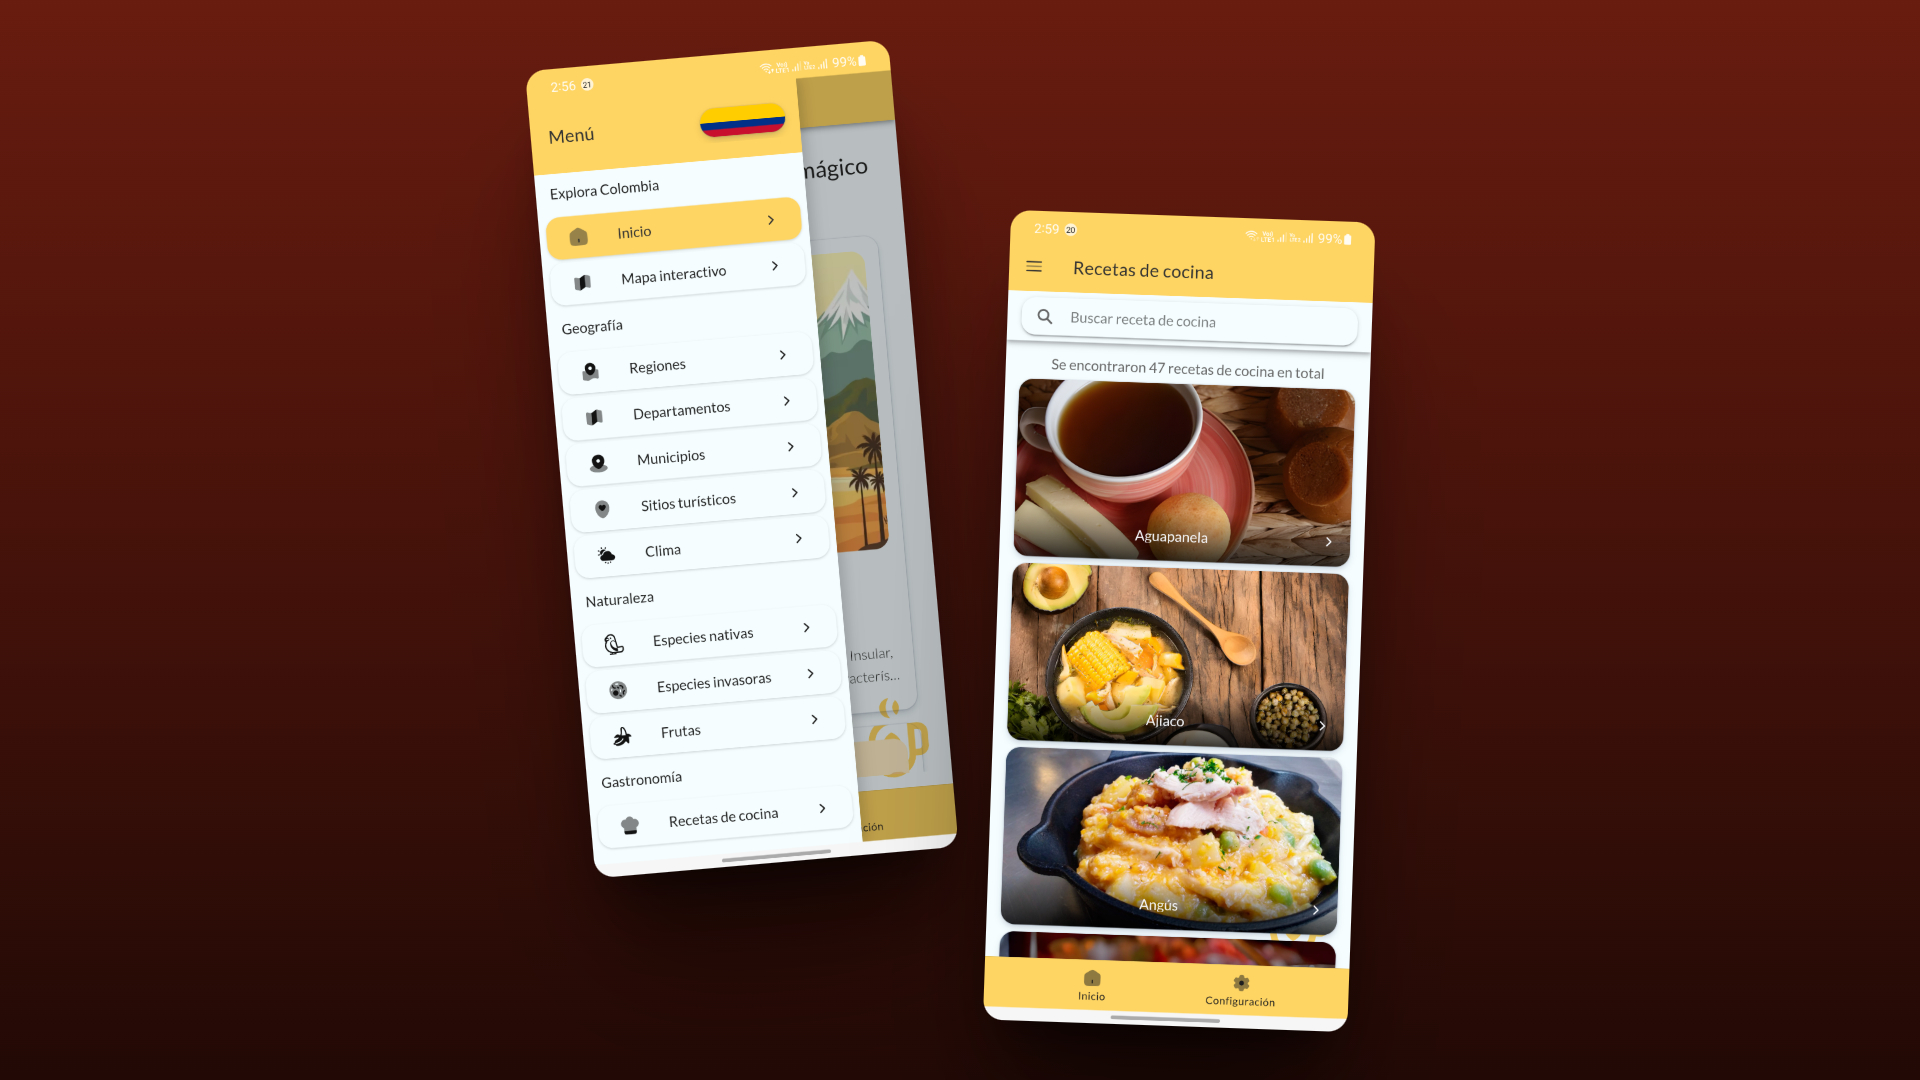 2:56 21
99%
Menú
Explora Colombia
Inicio
Mapa interactivo
Geografía
Regiones
Departamentos
Municipios
Sitios turísticos
Clima
Naturaleza
Especies nativas
Especies invasoras
Frutas
Gastronomía
Recetas de cocina
mágico
Insular,
acterís...
ción
2:59 20
99%
Recetas de cocina
Buscar receta de cocina
Se encontraron 47 recetas de cocina en total
Aguapanela
Ajiaco
Angús
Inicio
Configuración